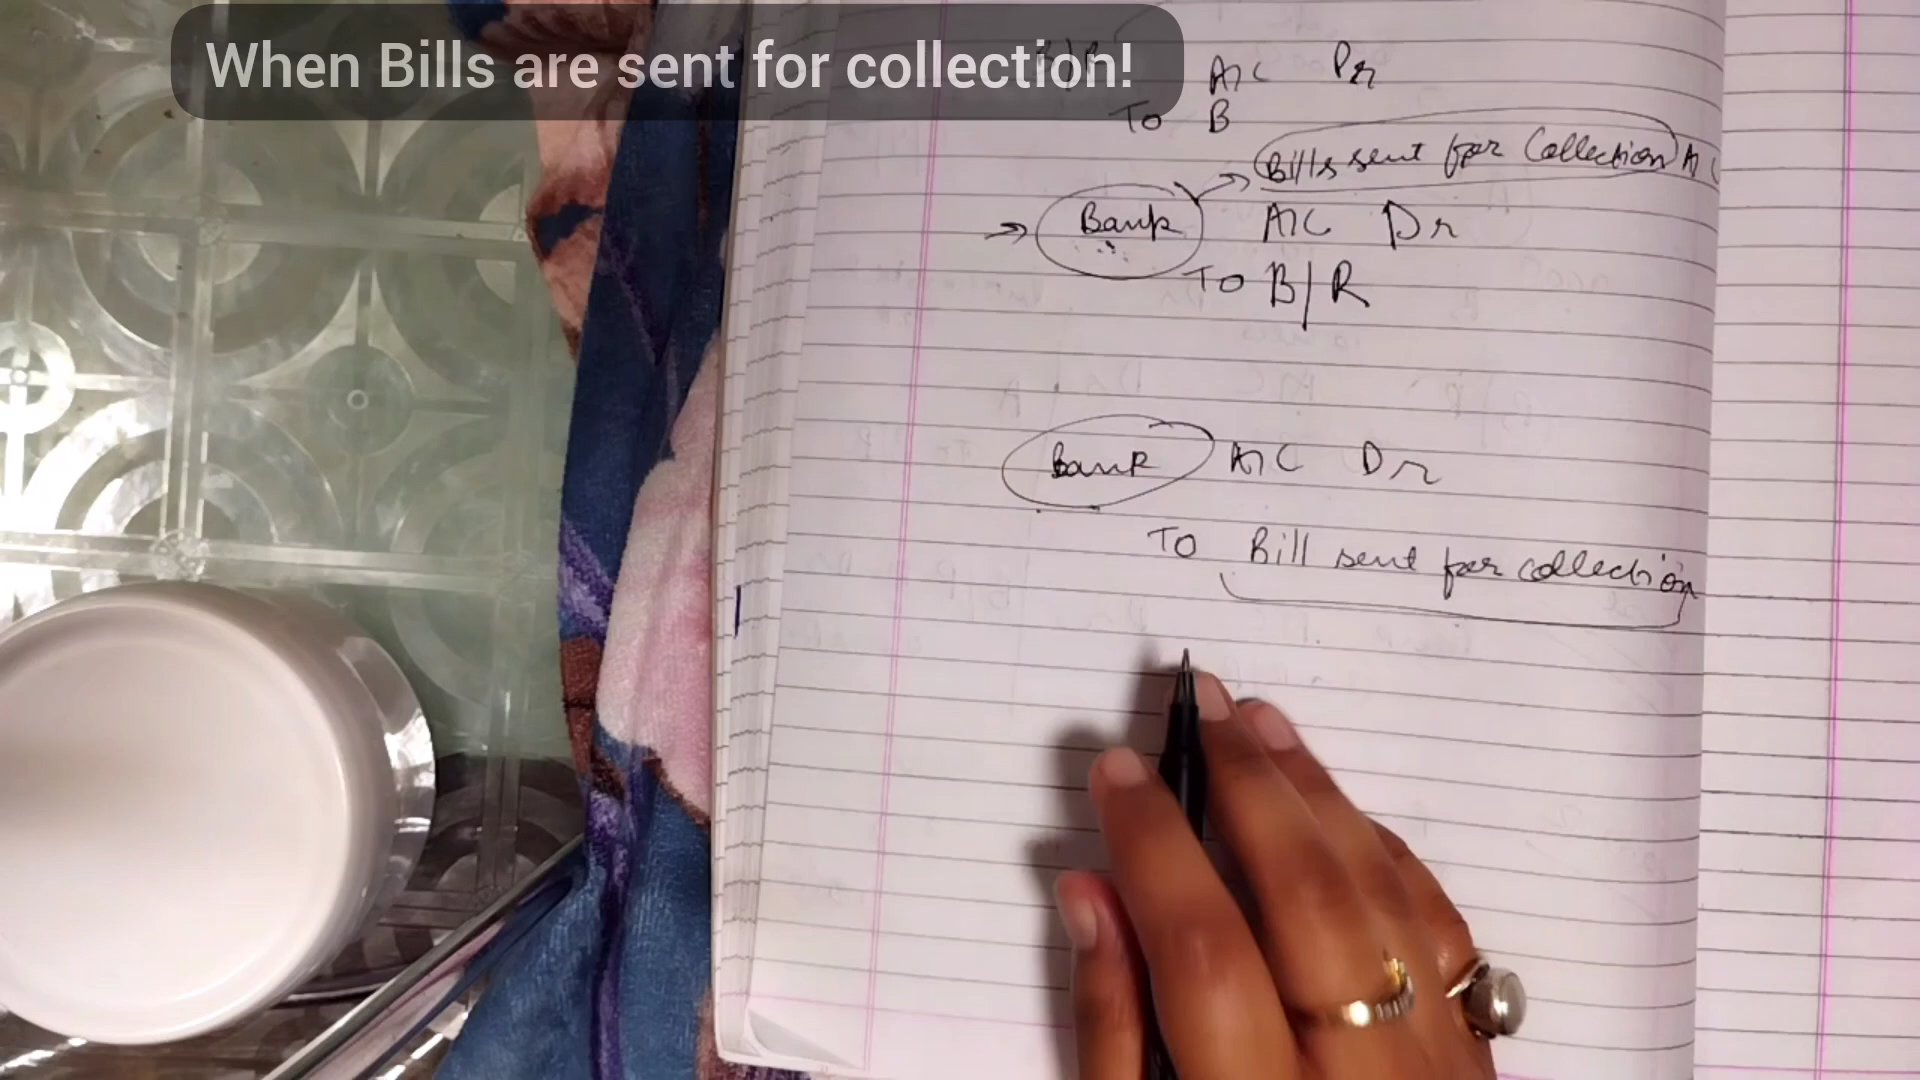 When Bills are sent for collection!
B/R A/C Dr
To B
Bills sent for Collection A/C
→ Bank A/C Dr
To B/R
Bank A/C Dr
To Bill sent for collection